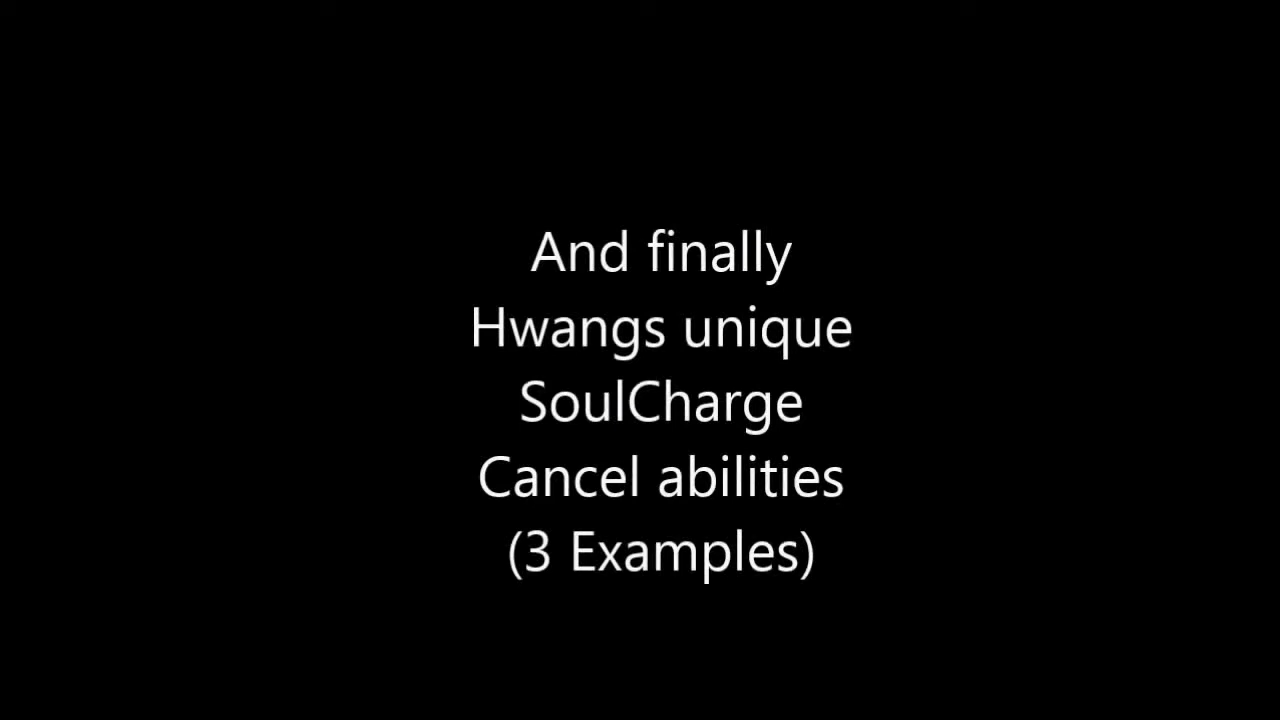 And finally
Hwangs unique
SoulCharge
Cancel abilities
(3 Examples)